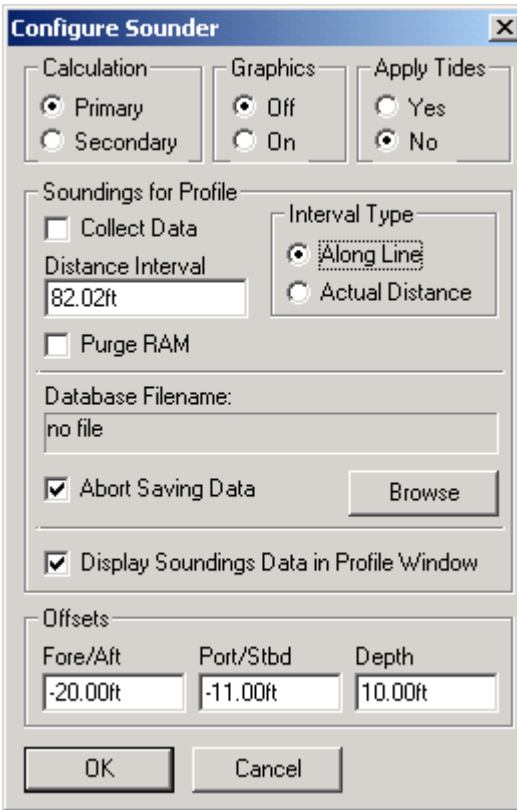 Configure Sounder
Calculation
Primary
Secondary
Graphics
Off
On
Apply Tides
Yes
No
Soundings for Profile
Collect Data
Distance Interval
82.02ft
Interval Type
Along Line
Actual Distance
Purge RAM
Database Filename:
no file
Abort Saving Data
Browse
Display Soundings Data in Profile Window
Offsets
Fore/Aft
Port/Stbd
Depth
-20.00ft
-11.00ft
10.00ft
OK
Cancel